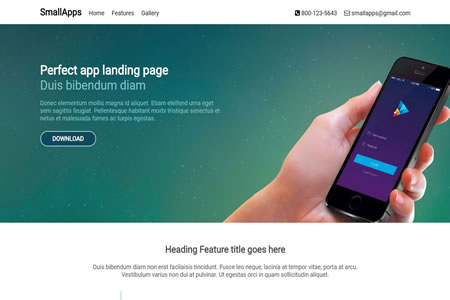 SmallApps Home Features Gallery 800-123-5643 smallapps@gmail.com
Perfect app landing page
Duis bibendum diam
Donec elementum mollis magna id aliquet. Etiam eleifend urna eget
sem sagittis feugiat. Pellentesque habitant morbi tristique senectus et
netus et malesuada fames ac turpis egestas.
DOWNLOAD
Heading Feature title goes here
Duis bibendum diam non erat facilaisis tincidunt. Fusce leo neque, lacinia at tempor vitae, porta at arcu.
Vestibulum varius non dui at pulvinar. Ut egestas orci in quam sollicitudin aliquet.